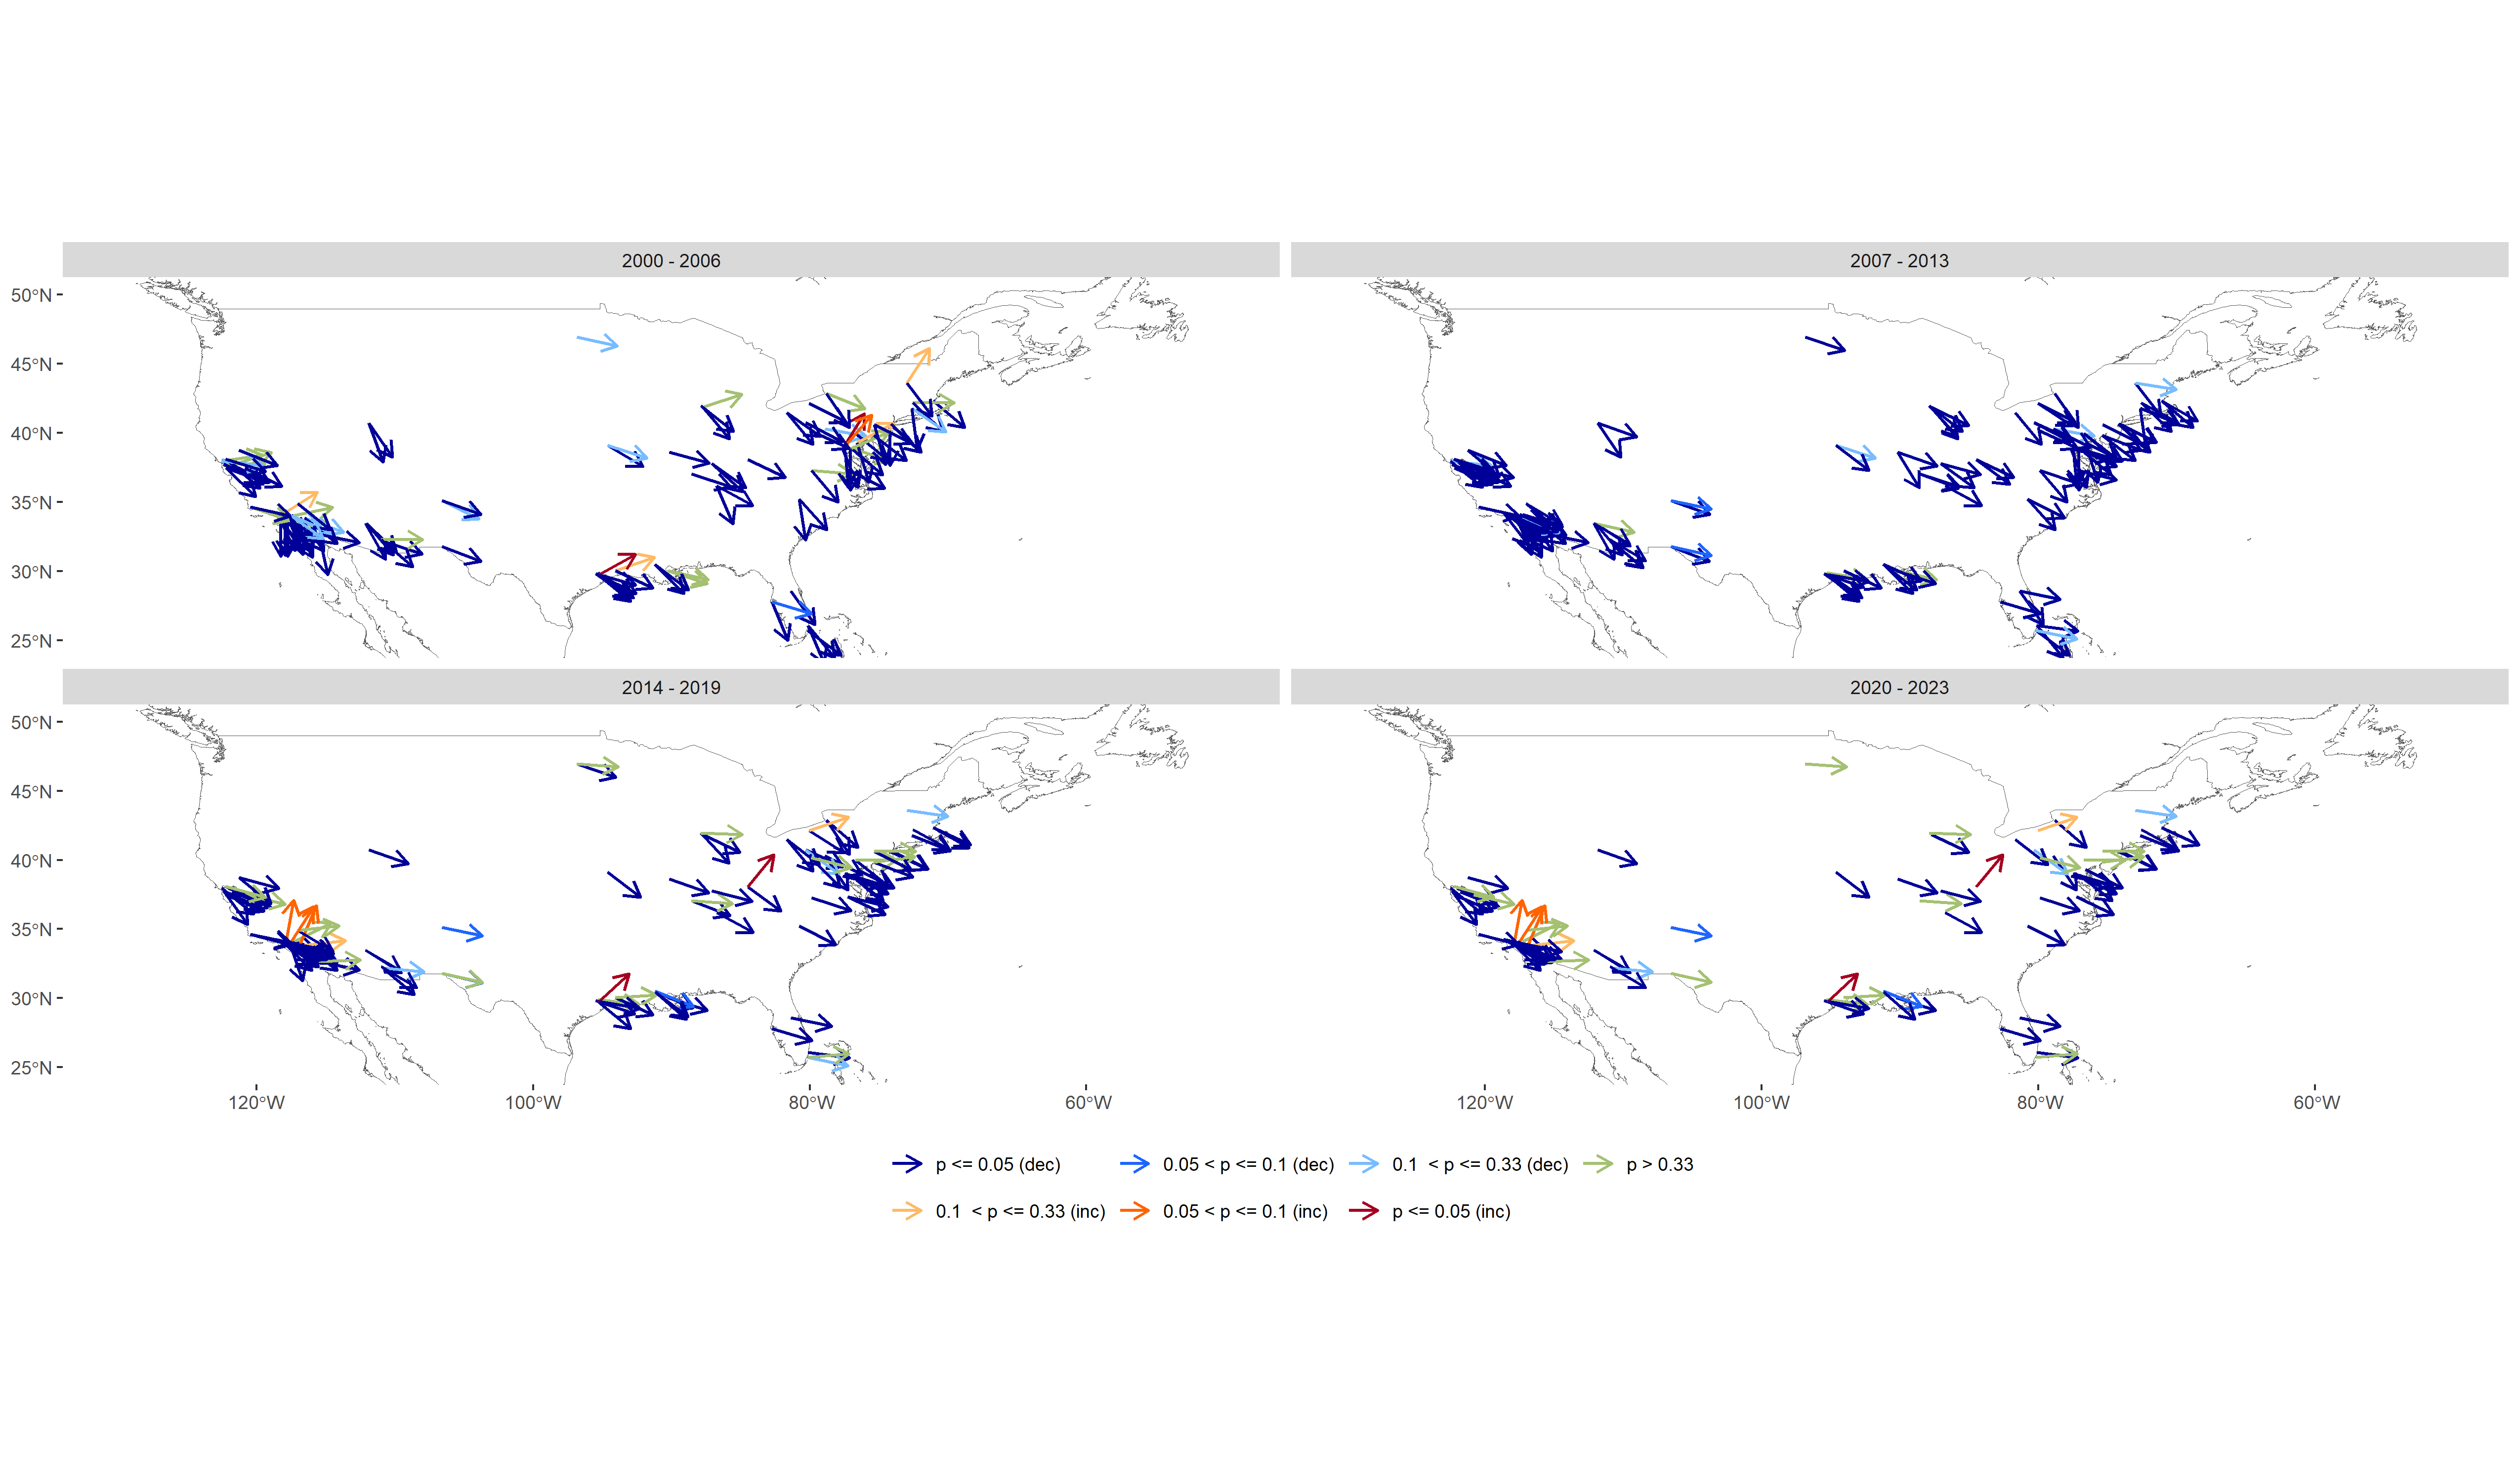 2000 - 2006
2007 - 2013
50°N
45°N
40°N
35°N
30°N
25°N
2014 - 2019
2020 - 2023
50°N
45°N
40°N
35°N
30°N
25°N
120°W 100°W 80°W 60°W
120°W 100°W 80°W 60°W
p <= 0.05 (dec) 0.05 < p <= 0.1 (dec) 0.1 < p <= 0.33 (dec) p > 0.33
0.1 < p <= 0.33 (inc) 0.05 < p <= 0.1 (inc) p <= 0.05 (inc)